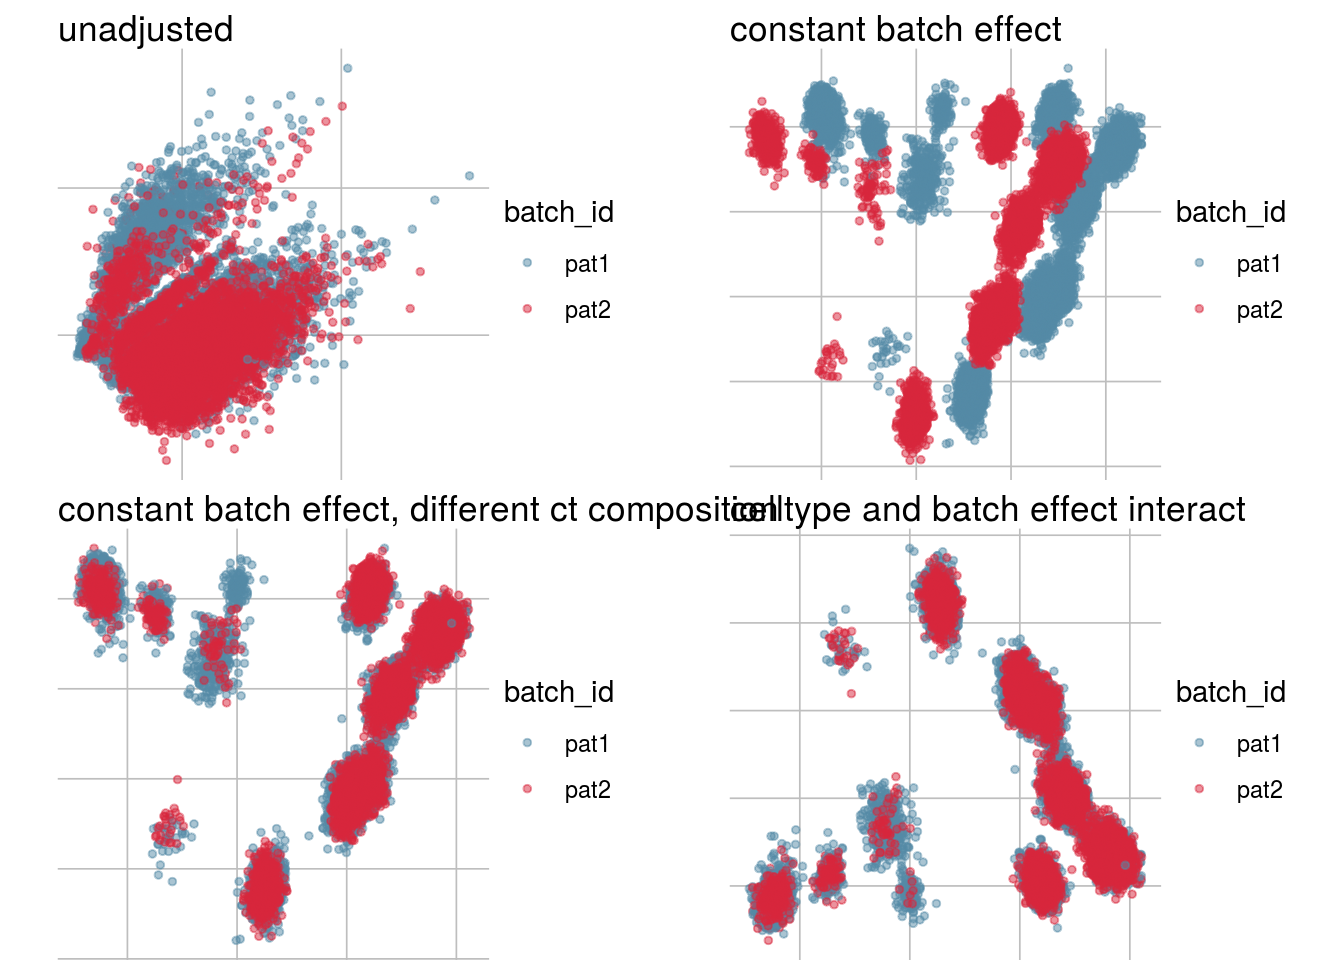 unadjusted
batch_id
pat1
pat2
constant batch effect
batch_id
pat1
pat2
constant batch effect, different ct composition
batch_id
pat1
pat2
celltype and batch effect interact
batch_id
pat1
pat2